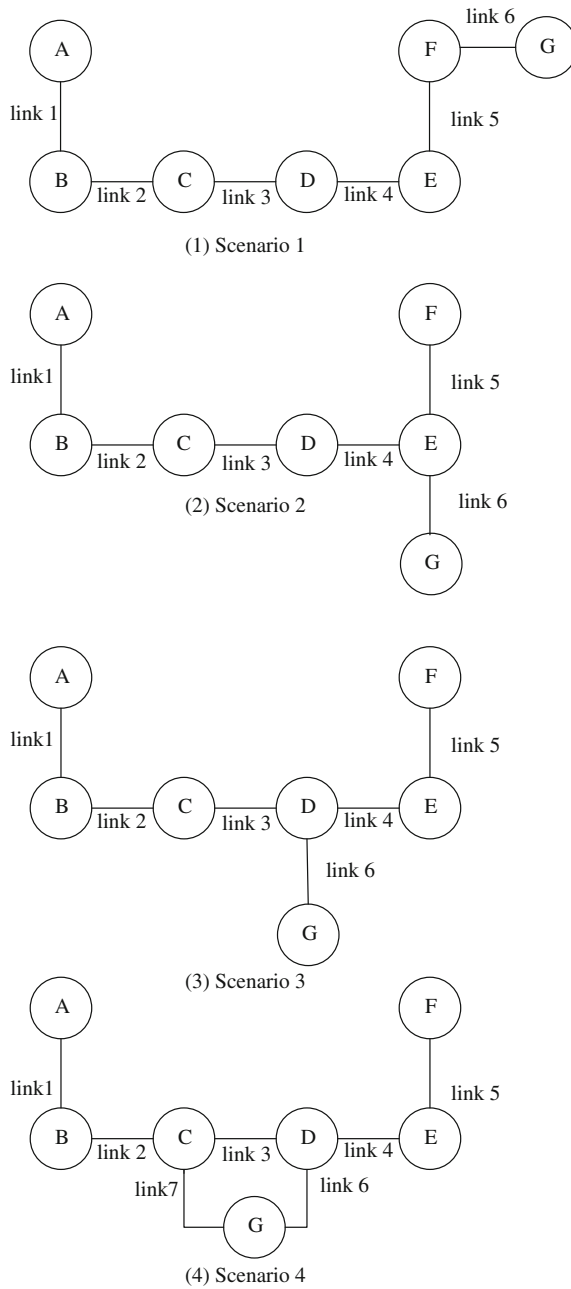 link 6
A F G
link 1 link 5
B C D E
link 2 link 3 link 4
(1) Scenario 1
A F
link1 link 5
B C D E
link 2 link 3 link 4
(2) Scenario 2
link 6
G
A F
link1 link 5
B C D E
link 2 link 3 link 4
link 6
G
(3) Scenario 3
A F
link1 link 5
B C D E
link 2 link 3 link 4
link7 link 6
G
(4) Scenario 4